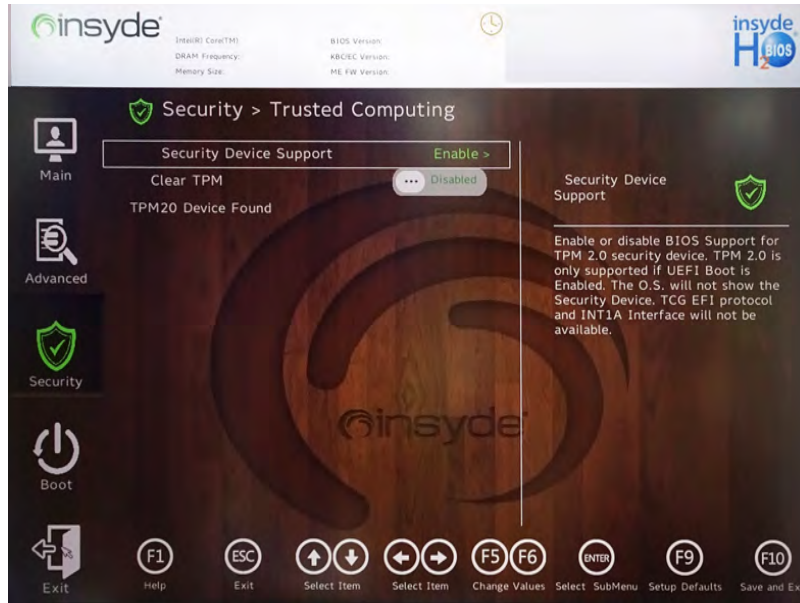 insyde
Intel(R) Core(TM)
DRAM Frequency:
Memory Size:
BIOS Version:
KBC/EC Version:
ME FW Version:
insyde
H2O BIOS
Security > Trusted Computing
Main
Advanced
Security
Boot
Exit
Security Device Support Enable >
Clear TPM ... Disabled
TPM20 Device Found
insyde
Security Device
Support
Enable or disable BIOS Support for
TPM 2.0 security device. TPM 2.0 is
only supported if UEFI Boot is
Enabled. The O.S. will not show the
Security Device. TCG EFI protocol
and INT1A Interface will not be
available.
F1 Help
ESC Exit
Select Item
Select Item
F5 F6 Change Values
ENTER Select SubMenu
F9 Setup Defaults
F10 Save and Ex